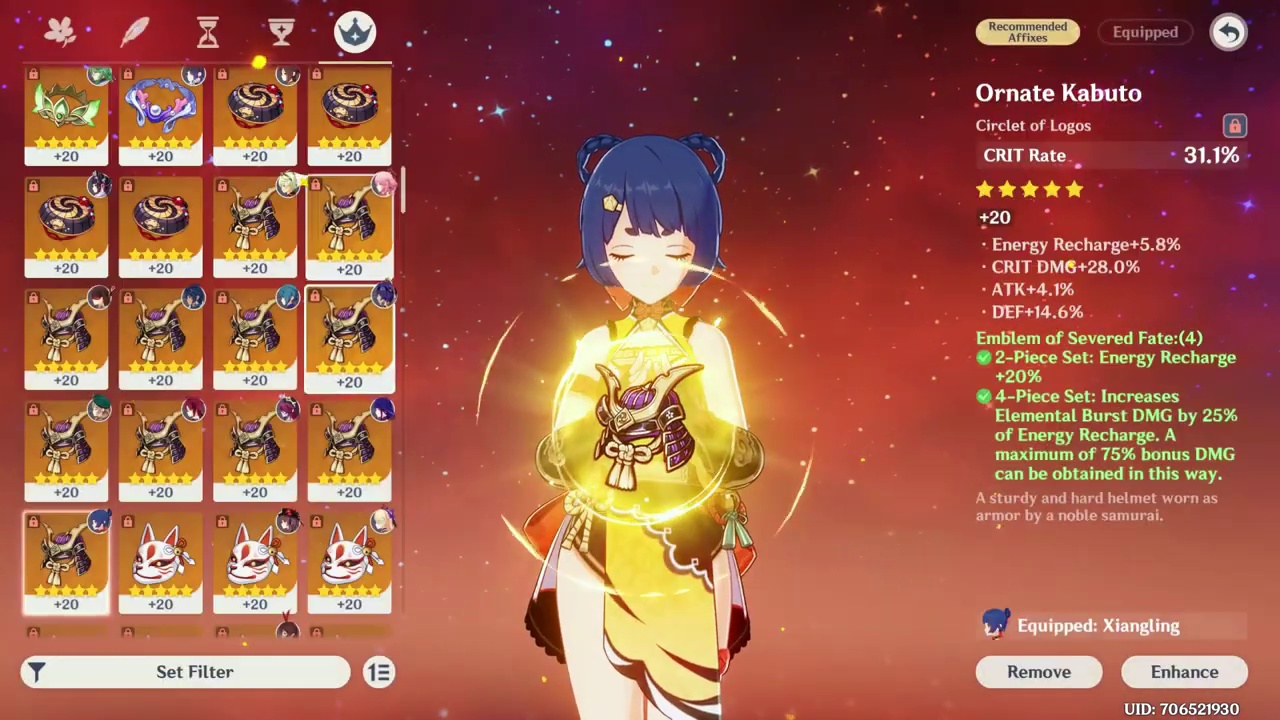 Recommended
Affixes
Equipped
Ornate Kabuto
Circlet of Logos
CRIT Rate 31.1%
+20
· Energy Recharge+5.8%
· CRIT DMG+28.0%
· ATK+4.1%
· DEF+14.6%
Emblem of Severed Fate:(4)
2-Piece Set: Energy Recharge
+20%
4-Piece Set: Increases
Elemental Burst DMG by 25%
of Energy Recharge. A
maximum of 75% bonus DMG
can be obtained in this way.
A sturdy and hard helmet worn as
armor by a noble samurai.
Equipped: Xiangling
Remove Enhance
UID: 706521930
+20 +20 +20 +20
+20 +20 +20 +20
+20 +20 +20 +20
+20 +20 +20 +20
+20 +20 +20 +20
Set Filter